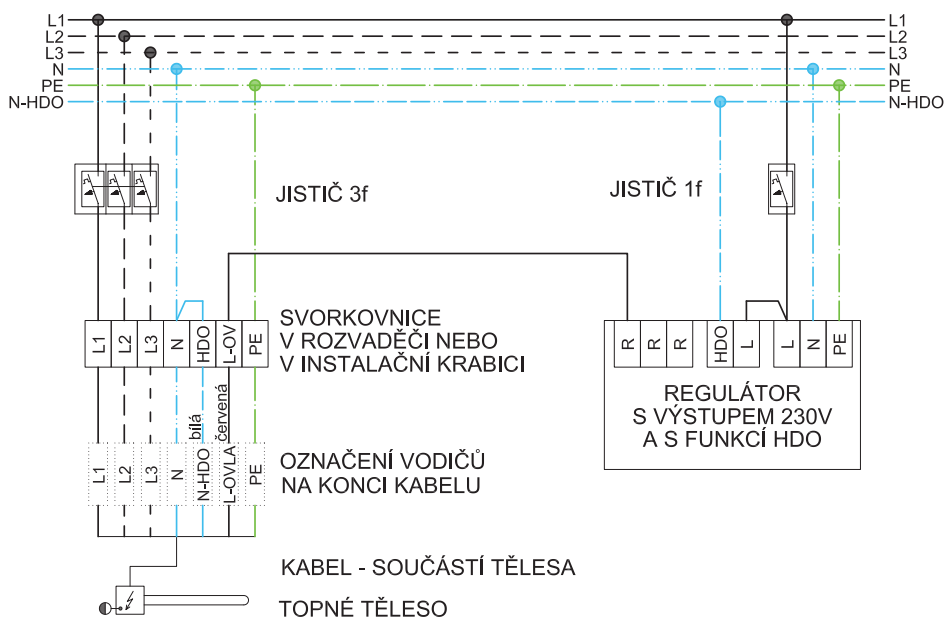 L1 L1
L2 L2
L3 L3
N N
PE PE
N-HDO N-HDO
JISTIČ 3f
JISTIČ 1f
L1 L2 L3 N HDO L-OV PE
SVORKOVNICE
V ROZVADĚČI NEBO
V INSTALAČNÍ KRABICI
R R R HDO L L N PE
REGULÁTOR
S VÝSTUPEM 230V
A S FUNKCÍ HDO
bílá
červená
L1 L2 L3 N N-HDO L-OVLA PE
OZNAČENÍ VODIČŮ
NA KONCI KABELU
KABEL - SOUČÁSTÍ TĚLESA
TOPNÉ TĚLESO